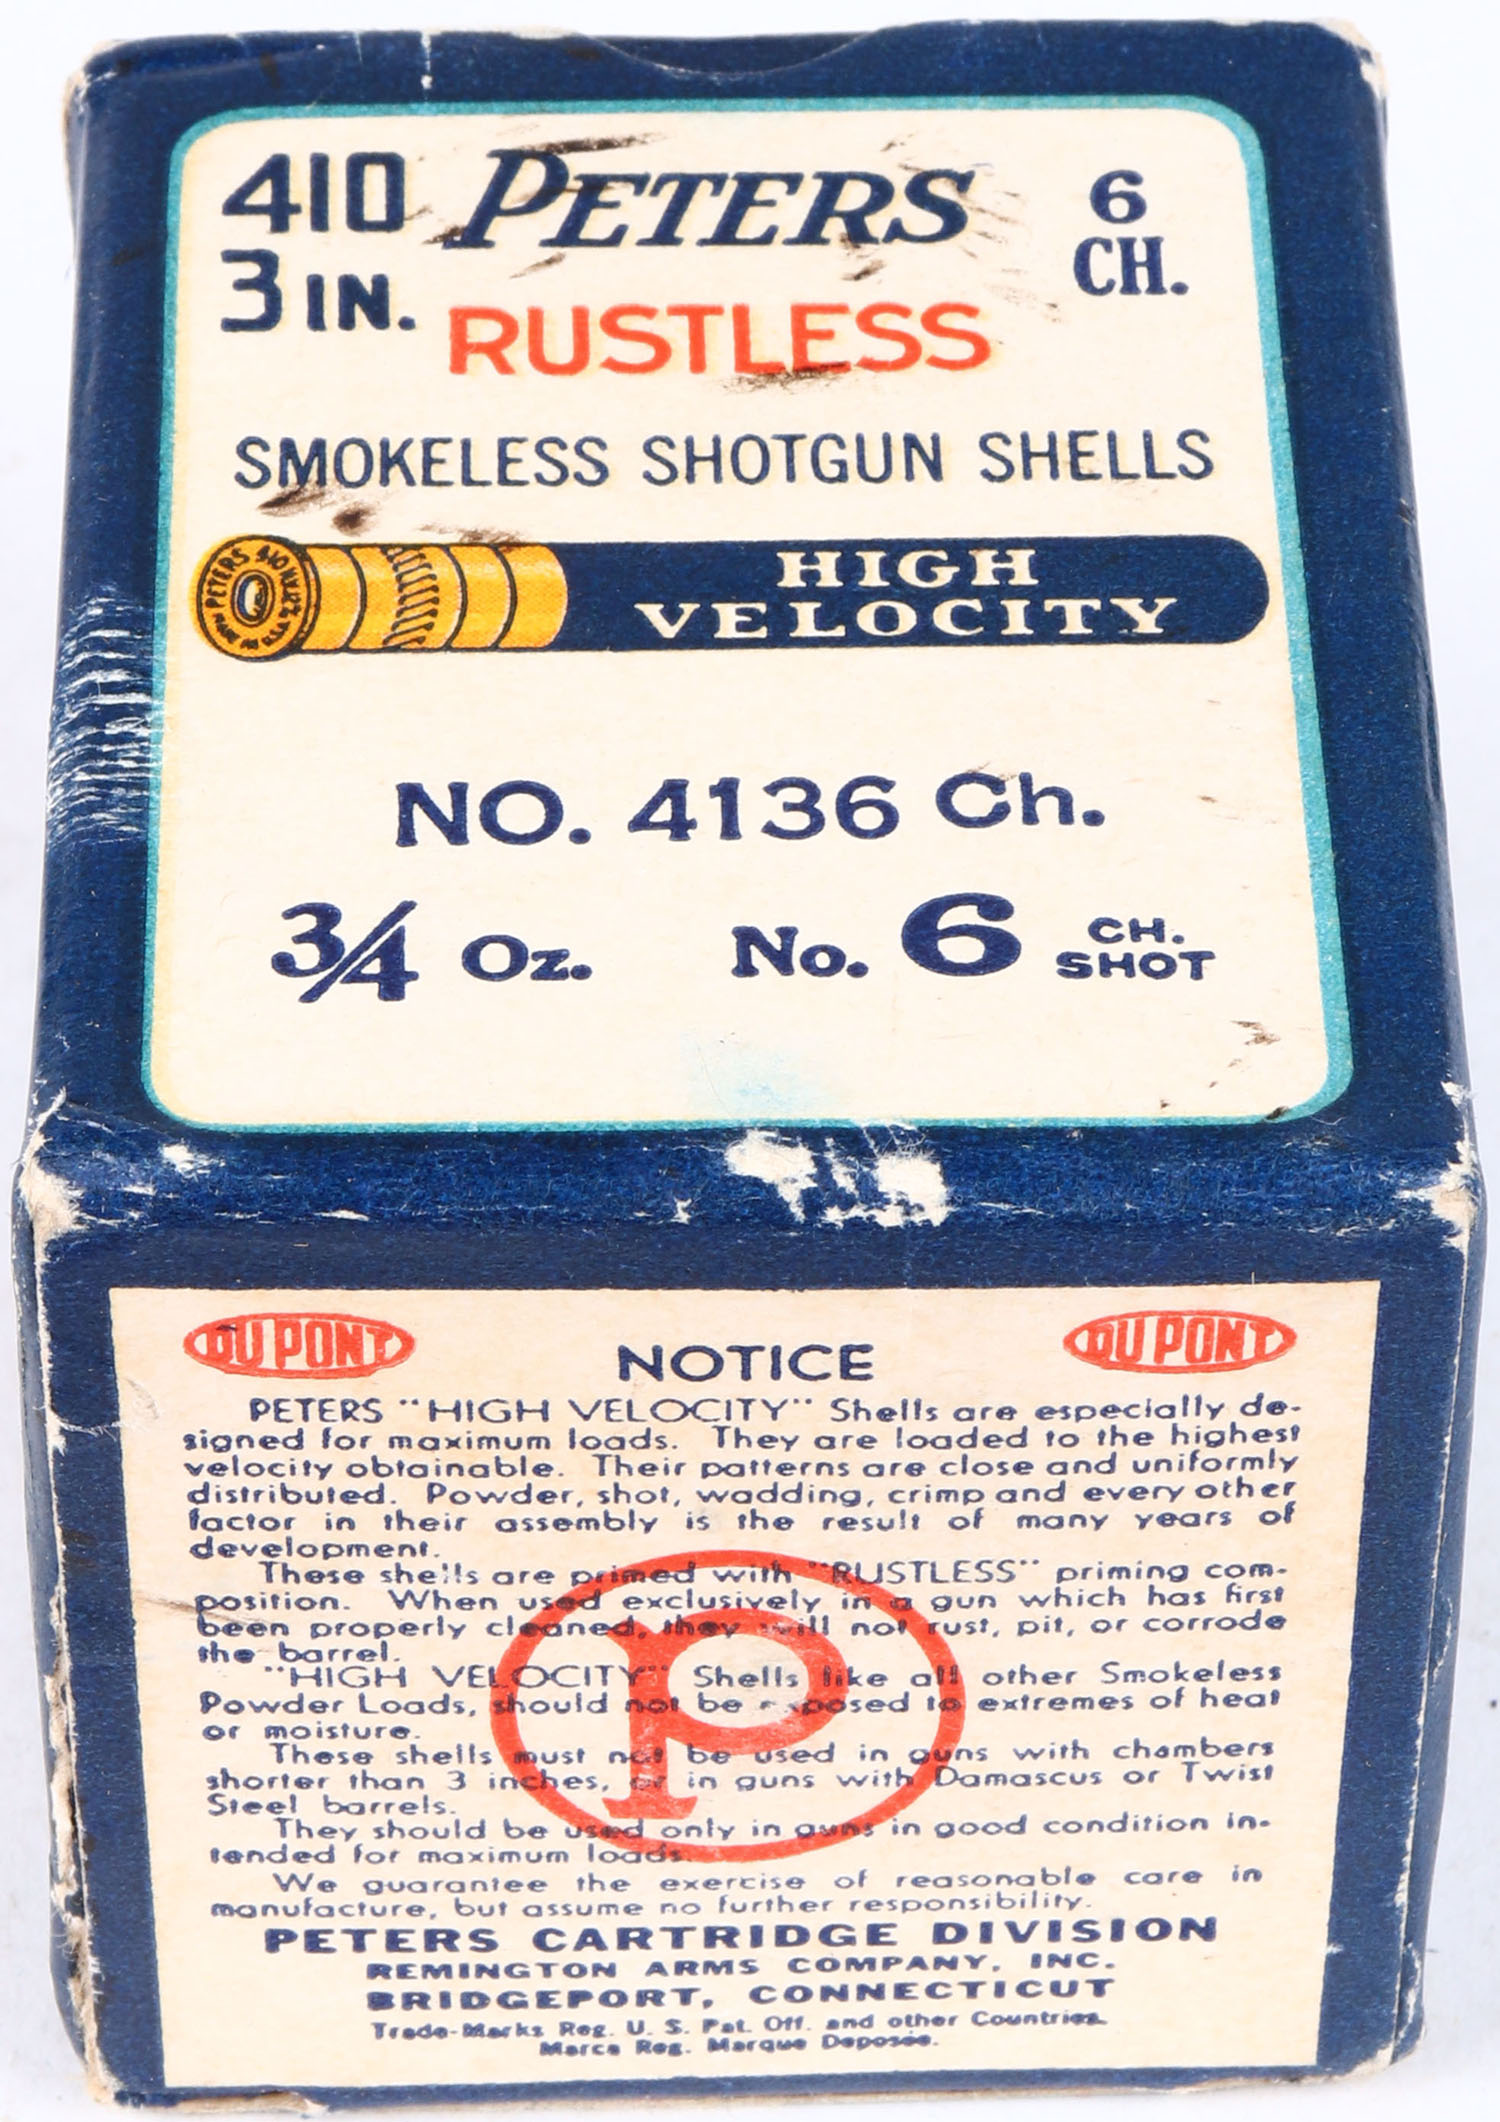 410 PETERS 6
3 IN. CH.
RUSTLESS
SMOKELESS SHOTGUN SHELLS
PETERS 410
MADE IN U.S.A.
HIGH
VELOCITY
NO. 4136 Ch.
3/4 Oz. No. 6 CH. SHOT
DU PONT NOTICE DU PONT
PETERS "HIGH VELOCITY" Shells are especially de-
signed for maximum loads. They are loaded to the highest
velocity obtainable. Their patterns are close and uniformly
distributed. Powder, shot, wadding, crimp and every other
factor in their assembly is the result of many years of
development.
These shells are primed with "RUSTLESS" priming com-
position. When used exclusively in a gun which has first
been properly cleaned, they will not rust, pit, or corrode
the barrel.
"HIGH VELOCITY" Shells like all other Smokeless
Powder Loads, should not be exposed to extremes of heat
or moisture.
These shells must not be used in guns with chambers
shorter than 3 inches, or in guns with Damascus or Twist
Steel barrels.
They should be used only in guns in good condition in-
tended for maximum loads.
We guarantee the exercise of reasonable care in
manufacture, but assume no further responsibility.
P
PETERS CARTRIDGE DIVISION
REMINGTON ARMS COMPANY, INC.
BRIDGEPORT, CONNECTICUT
Trade-Marks Reg. U. S. Pat. Off. and other Countries.
Marca Reg. Marque Deposée.